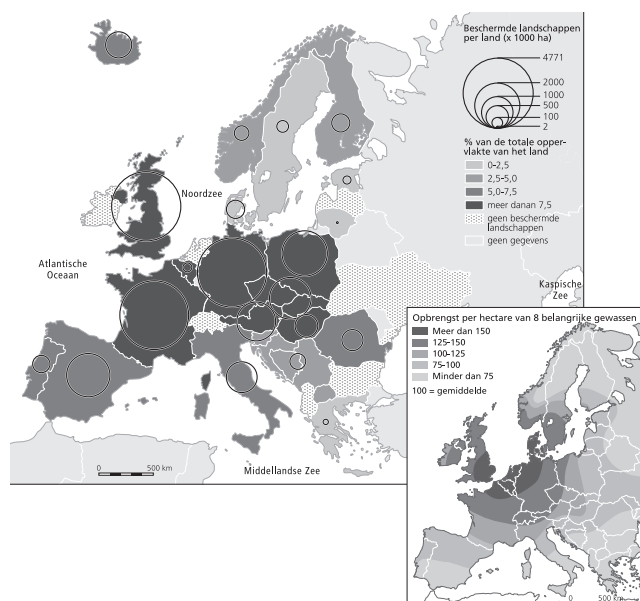 Beschermde landschappen
per land (x 1000 ha)
4771
2000
1000
500
100
2
% van de totale opper-
vlakte van het land
0-2,5
2,5-5,0
5,0-7,5
meer danan 7,5
geen beschermde
landschappen
geen gegevens
Noordzee
Atlantische
Oceaan
Kaspische
Zee
Middellandse Zee
0 500 km
Opbrengst per hectare van 8 belangrijke gewassen
Meer dan 150
125-150
100-125
75-100
Minder dan 75
100 = gemiddelde
0 500 km